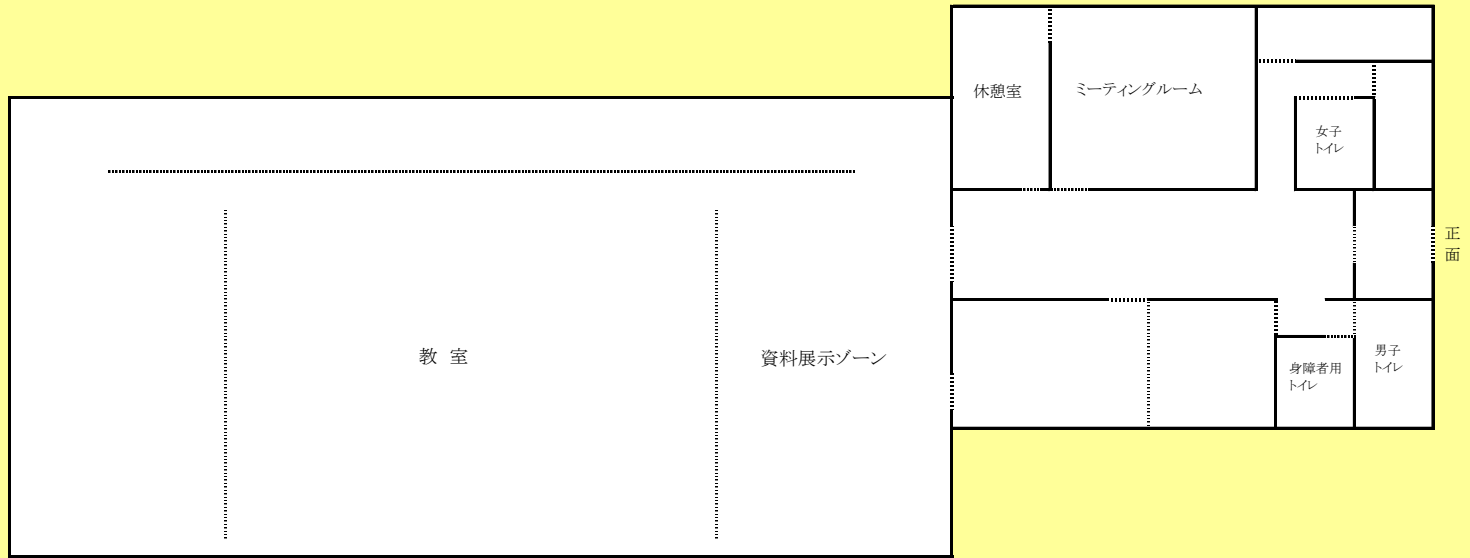 休憩室
ミーティングルーム
女子
トイレ
正
面
教 室
資料展示ゾーン
身障者用
トイレ
男子
トイレ